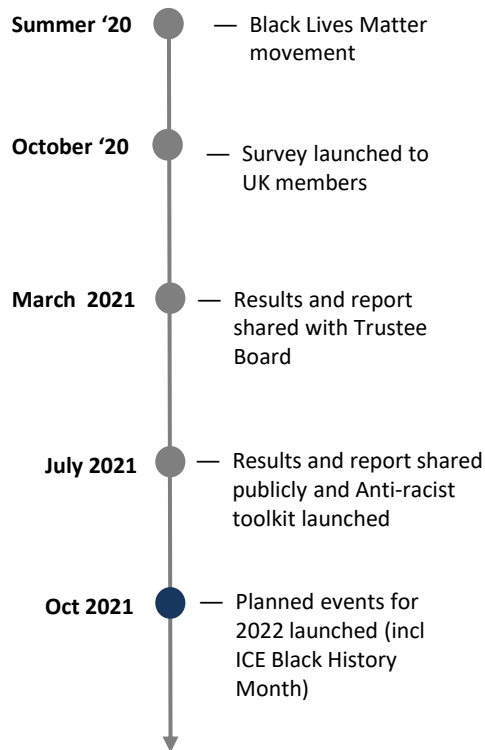 Summer ‘20
— Black Lives Matter
movement
October ‘20
— Survey launched to
UK members
March 2021
— Results and report
shared with Trustee
Board
July 2021
— Results and report shared
publicly and Anti-racist
toolkit launched
Oct 2021
— Planned events for
2022 launched (incl
ICE Black History
Month)